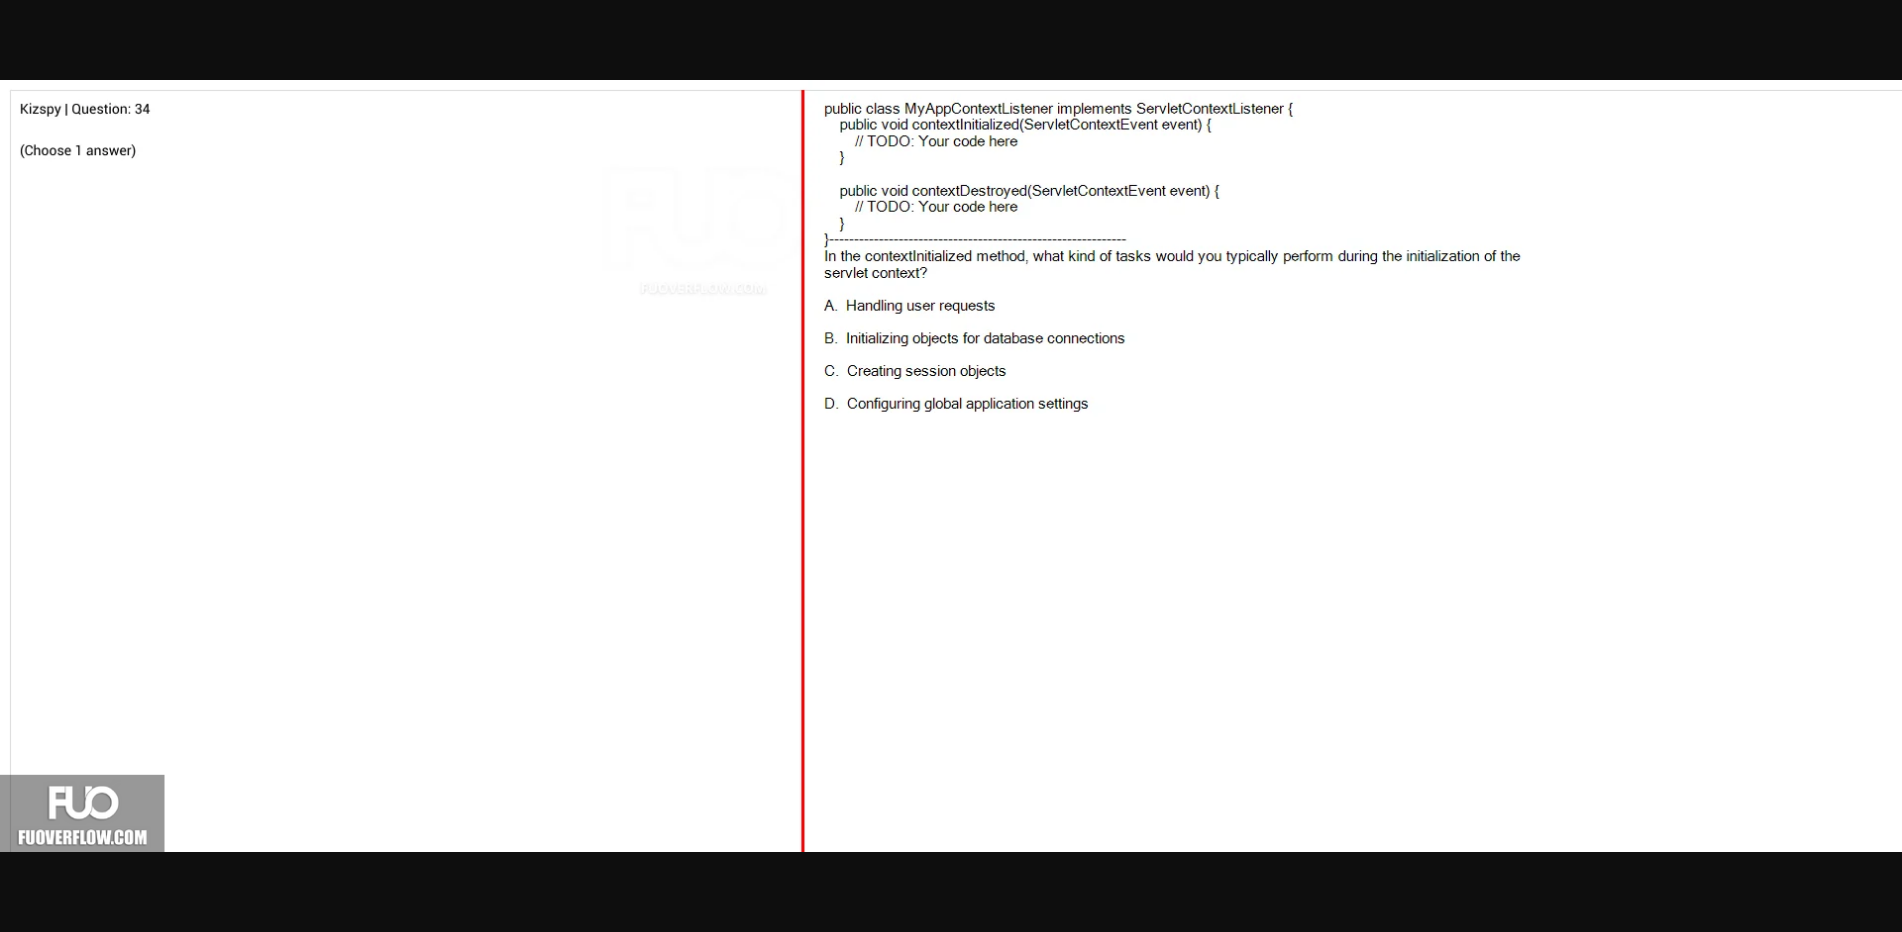 Kizspy | Question: 34
(Choose 1 answer)
FUOVERFLOW.COM
public class MyAppContextListener implements ServletContextListener {
public void contextInitialized(ServletContextEvent event) {
// TODO: Your code here
}
public void contextDestroyed(ServletContextEvent event) {
// TODO: Your code here
}
}------------------------------------------------------------
In the contextInitialized method, what kind of tasks would you typically perform during the initialization of the
servlet context?
A. Handling user requests
B. Initializing objects for database connections
C. Creating session objects
D. Configuring global application settings
FUO
FUOVERFLOW.COM